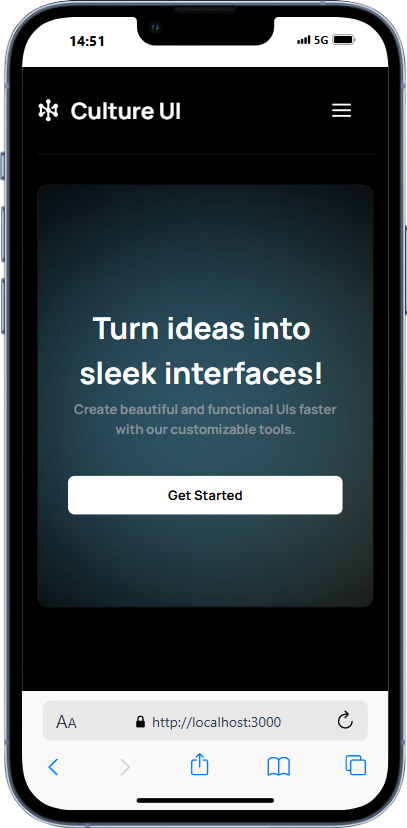 14:51
5G
Culture UI
Turn ideas into
sleek interfaces!
Create beautiful and functional UIs faster
with our customizable tools.
Get Started
AA
http://localhost:3000